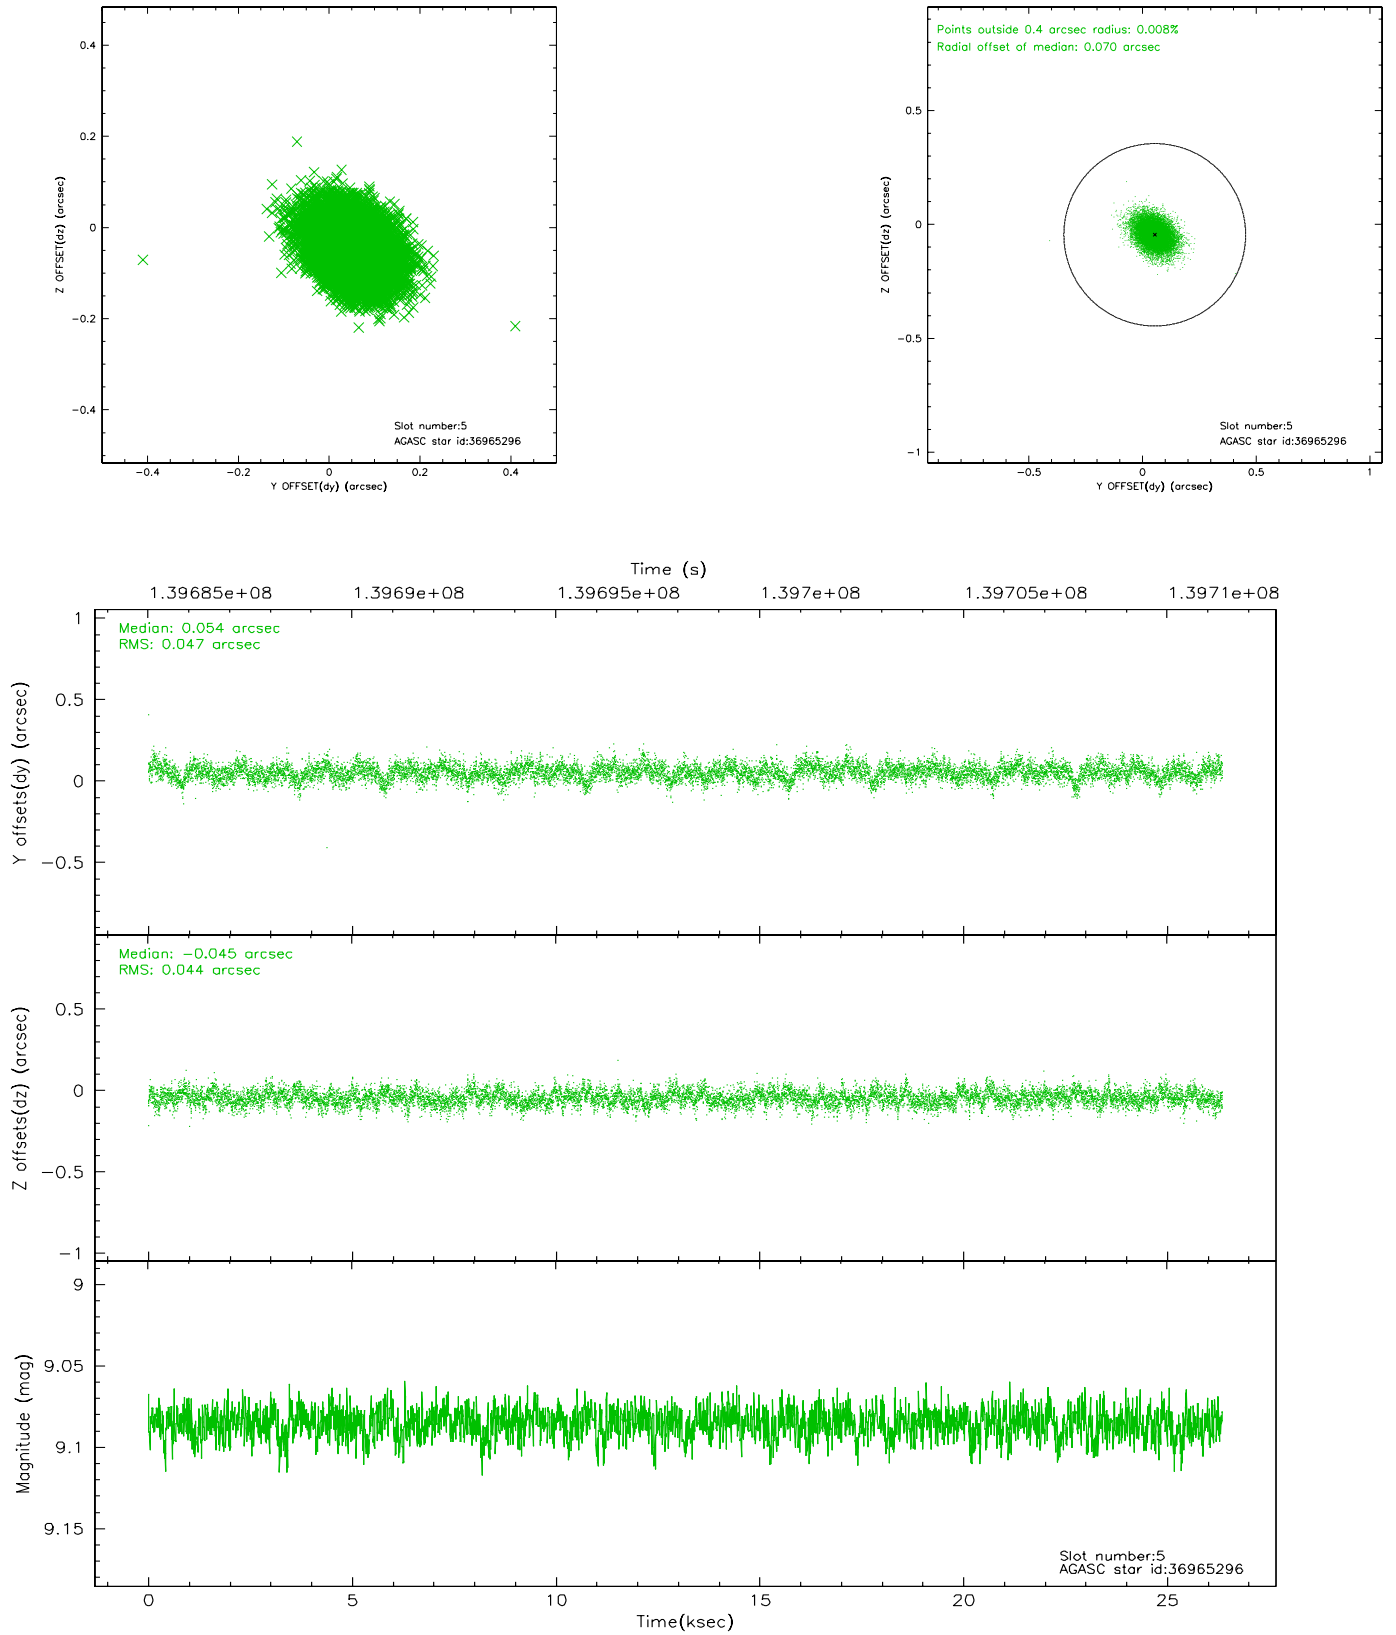 0.4
0.2
0
−0.2
−0.4
Z OFFSET(dz) (arcsec)
Slot number:5
AGASC star id:36965296
−0.4 −0.2 0 0.2 0.4
Y OFFSET(dy) (arcsec)
Points outside 0.4 arcsec radius: 0.008%
Radial offset of median: 0.070 arcsec
0.5
0
−0.5
−1
Z OFFSET(dz) (arcsec)
Slot number:5
AGASC star id:36965296
−0.5 0 0.5 1
Y OFFSET(dy) (arcsec)
Time (s)
1.39685e+08 1.3969e+08 1.39695e+08 1.397e+08 1.39705e+08 1.3971e+08
Median: 0.054 arcsec
RMS: 0.047 arcsec
1
0.5
0
−0.5
Y offsets(dy) (arcsec)
Median: −0.045 arcsec
RMS: 0.044 arcsec
0.5
0
−0.5
−1
Z offsets(dz) (arcsec)
9
9.05
9.1
9.15
Magnitude (mag)
Slot number:5
AGASC star id:36965296
0 5 10 15 20 25
Time(ksec)